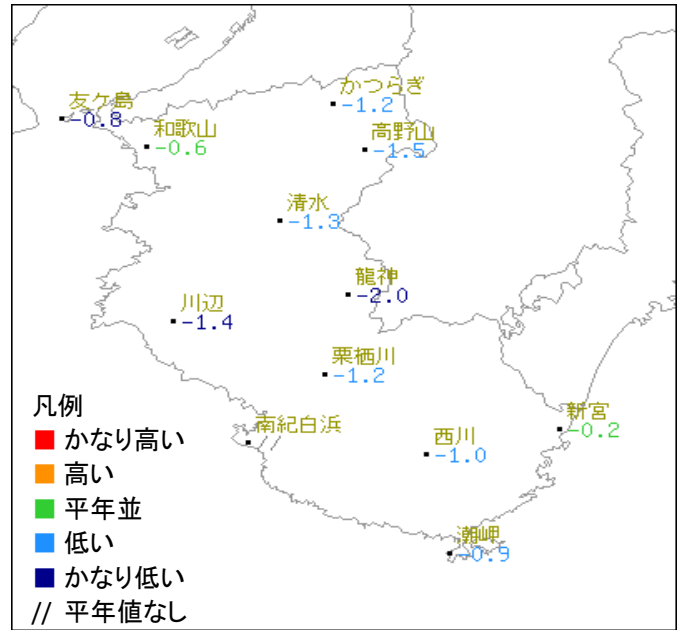 かつらぎ
-1.2
友ケ島
-0.8
和歌山
-0.6
高野山
-1.5
清水
-1.3
龍神
-2.0
川辺
-1.4
栗栖川
-1.2
新宮
-0.2
南紀白浜
//
西川
-1.0
潮岬
-0.9
凡例
かなり高い
高い
平年並
低い
かなり低い
// 平年値なし